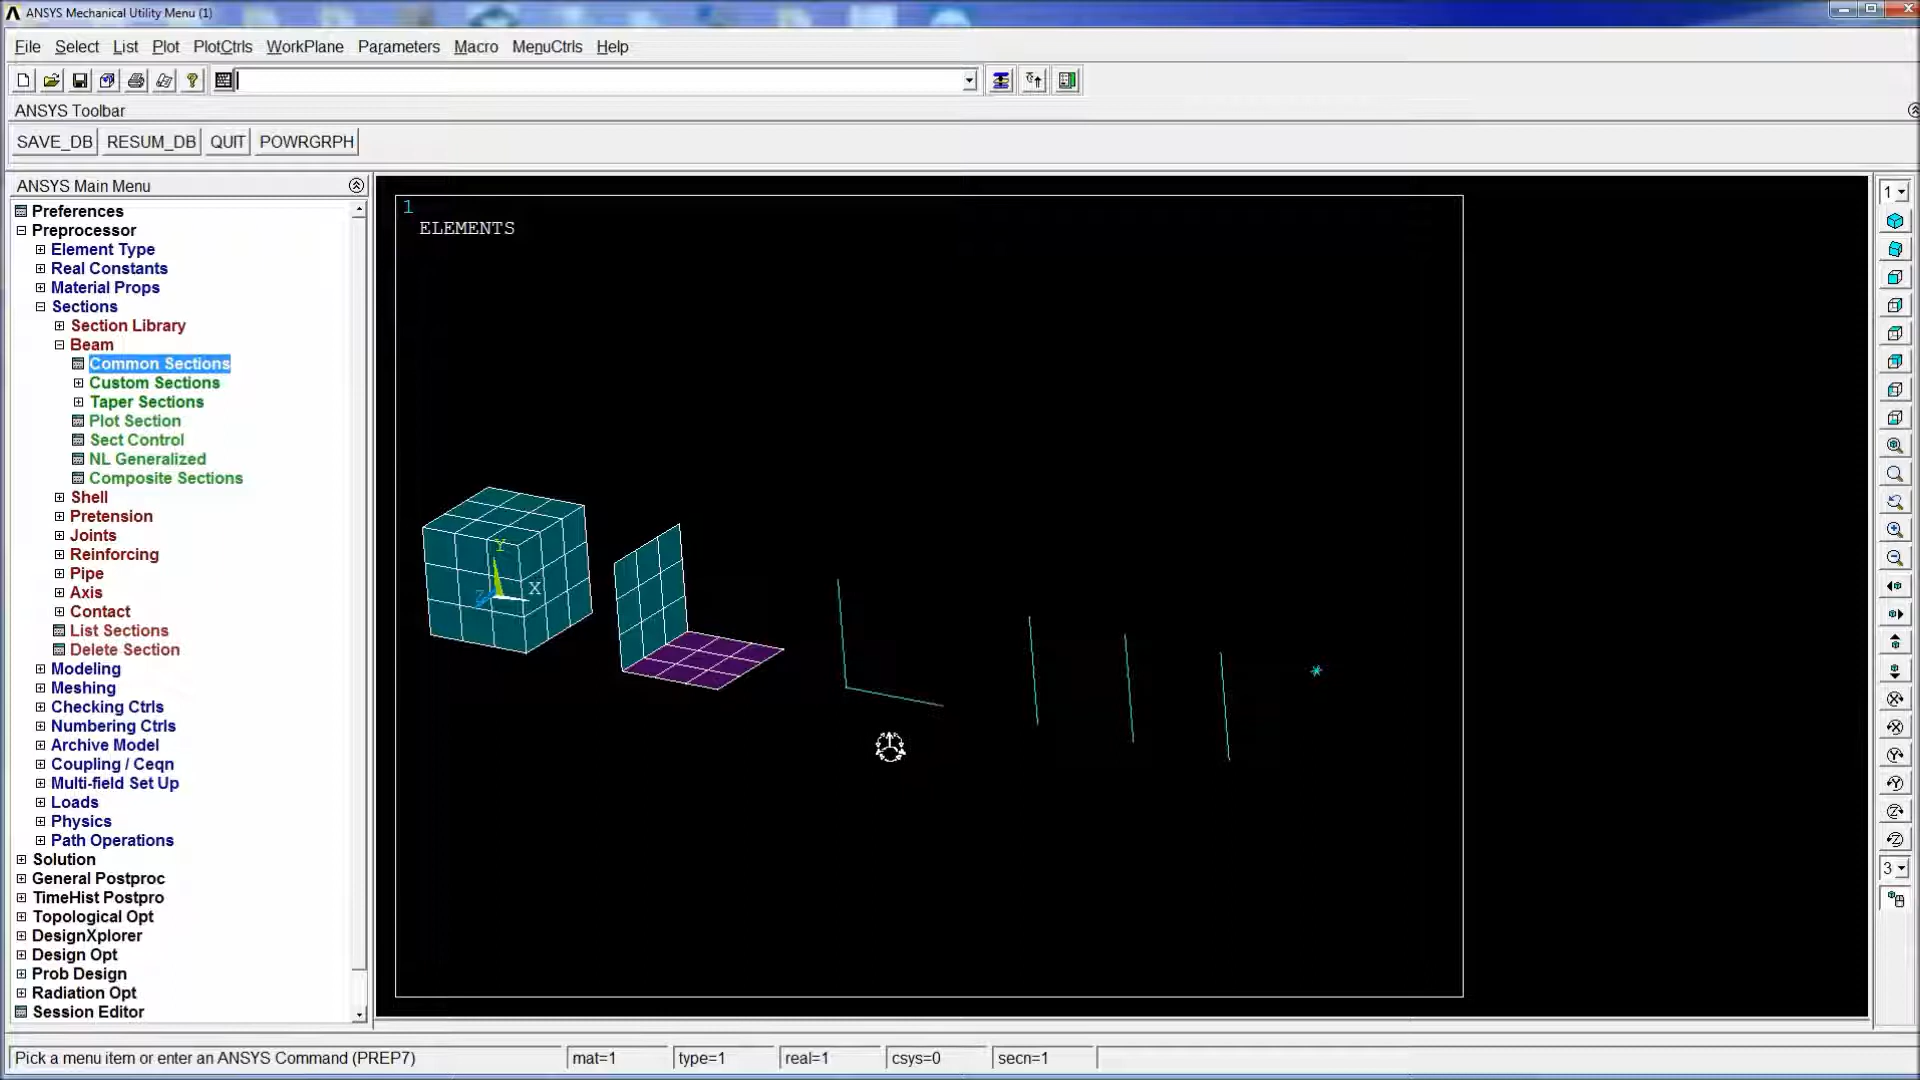 ANSYS Mechanical Utility Menu (1)
File Select List Plot PlotCtrls WorkPlane Parameters Macro MenuCtrls Help
ANSYS Toolbar
SAVE_DB RESUM_DB QUIT POWRGRPH
ANSYS Main Menu
Preferences
Preprocessor
Element Type
Real Constants
Material Props
Sections
Section Library
Beam
Common Sections
Custom Sections
Taper Sections
Plot Section
Sect Control
NL Generalized
Composite Sections
Shell
Pretension
Joints
Reinforcing
Pipe
Axis
Contact
List Sections
Delete Section
Modeling
Meshing
Checking Ctrls
Numbering Ctrls
Archive Model
Coupling / Ceqn
Multi-field Set Up
Loads
Physics
Path Operations
Solution
General Postproc
TimeHist Postpro
Topological Opt
DesignXplorer
Design Opt
Prob Design
Radiation Opt
Session Editor
1
ELEMENTS
Y
X
Z
1
3
Pick a menu item or enter an ANSYS Command (PREP7) mat=1 type=1 real=1 csys=0 secn=1